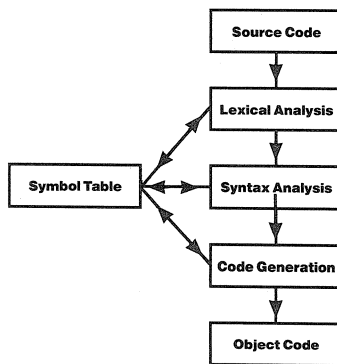 Source Code
Lexical Analysis
Symbol Table
Syntax Analysis
Code Generation
Object Code